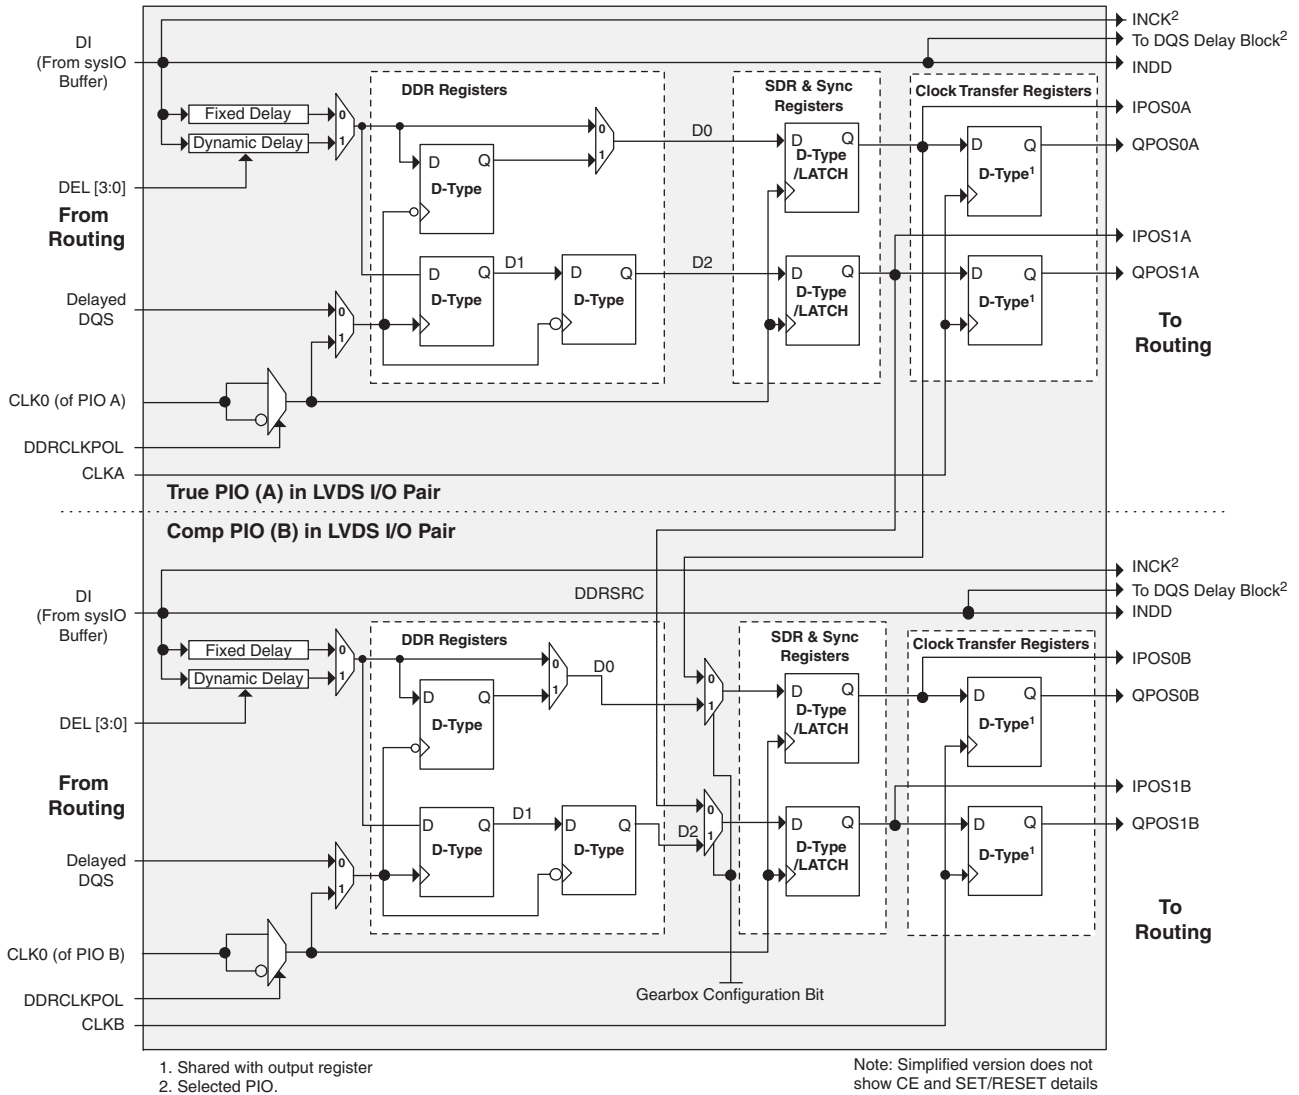 DI
(From sysIO
Buffer)
INCK2
To DQS Delay Block2
INDD
DDR Registers
SDR & Sync
Registers
Clock Transfer Registers
IPOS0A
Fixed Delay
0
Dynamic Delay
1
0
1
D0
D Q
D-Type
/LATCH
D Q
D-Type1
QPOS0A
D Q
D-Type
DEL [3:0]
From
Routing
IPOS1A
D Q
D-Type
D1
D Q
D-Type
D2
D Q
D-Type
/LATCH
D Q
D-Type1
QPOS1A
Delayed
DQS
0
1
To
Routing
CLK0 (of PIO A)
DDRCLKPOL
CLKA
True PIO (A) in LVDS I/O Pair
Comp PIO (B) in LVDS I/O Pair
DI
(From sysIO
Buffer)
DDRSRC
INCK2
To DQS Delay Block2
INDD
DDR Registers
SDR & Sync
Registers
Clock Transfer Registers
IPOS0B
Fixed Delay
0
Dynamic Delay
1
0
1
D0
0
1
D Q
D-Type
/LATCH
D Q
D-Type1
QPOS0B
D Q
D-Type
DEL [3:0]
From
Routing
IPOS1B
D Q
D-Type
D1
D Q
D-Type
D2
0
1
D Q
D-Type
/LATCH
D Q
D-Type1
QPOS1B
Delayed
DQS
0
1
To
Routing
CLK0 (of PIO B)
DDRCLKPOL
CLKB
Gearbox Configuration Bit
1. Shared with output register
2. Selected PIO.
Note: Simplified version does not
show CE and SET/RESET details